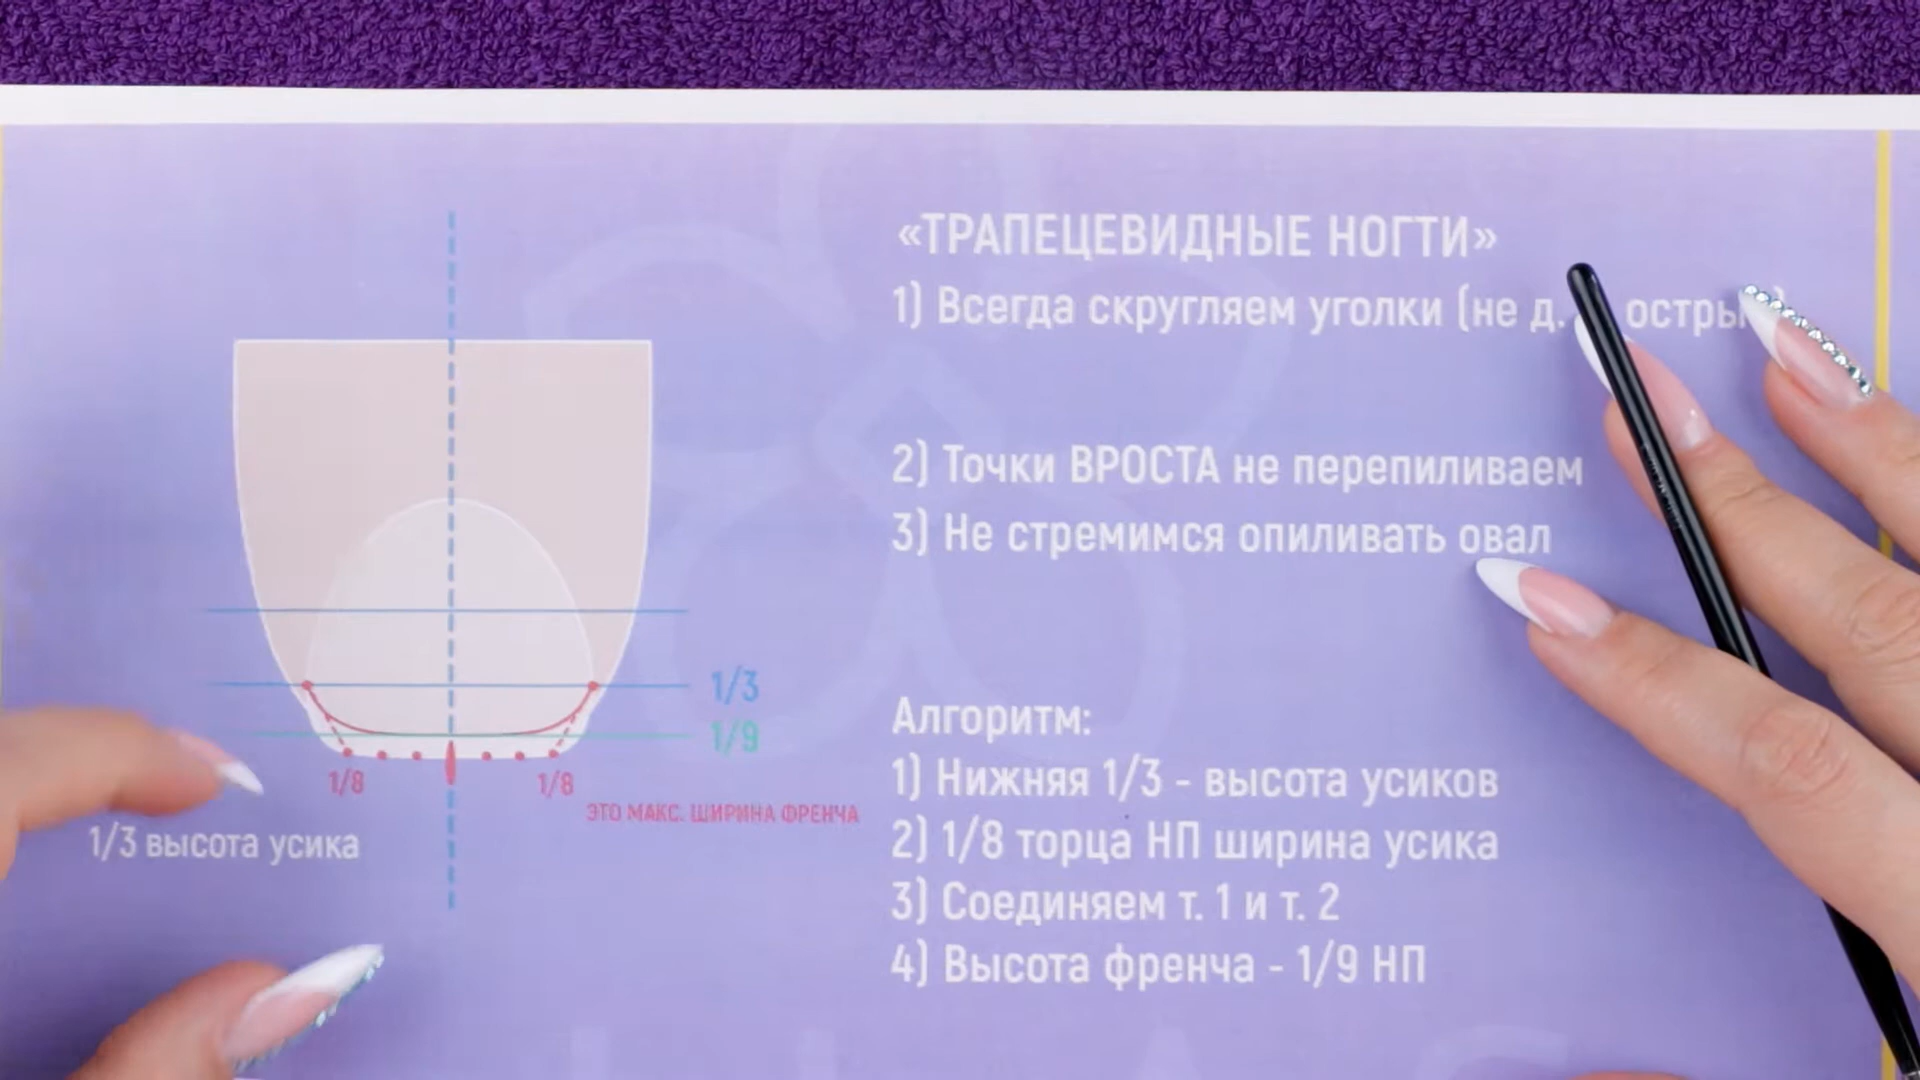 «ТРАПЕЦЕВИДНЫЕ НОГТИ»
1) Всегда скругляем уголки (не д.
2) Точки ВРОСТА не перепиливаем
3) Не стремимся опиливать овал
1/3
1/9
1/8
1/8
ЭТО МАКС. ШИРИНА ФРЕНЧА
1/3 высота усика
Алгоритм:
1) Нижняя 1/3 - высота усиков
2) 1/8 торца НП ширина усика
3) Соединяем т. 1 и т. 2
4) Высота френча - 1/9 НП